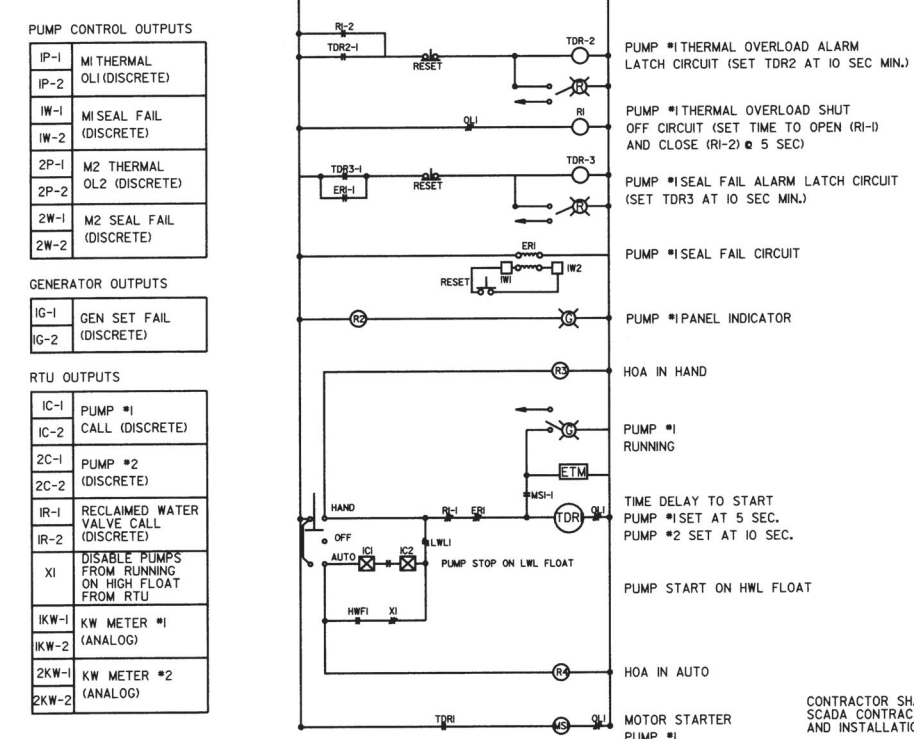 PUMP CONTROL OUTPUTS
IP-I
IP-2
MI THERMAL
OLI (DISCRETE)
IW-I
IW-2
MI SEAL FAIL
(DISCRETE)
2P-I
2P-2
M2 THERMAL
OL2 (DISCRETE)
2W-I
2W-2
M2 SEAL FAIL
(DISCRETE)
GENERATOR OUTPUTS
IG-I
IG-2
GEN SET FAIL
(DISCRETE)
RTU OUTPUTS
IC-I
IC-2
PUMP #I
CALL (DISCRETE)
2C-I
2C-2
PUMP #2
(DISCRETE)
IR-I
IR-2
RECLAIMED WATER
VALVE CALL
(DISCRETE)
XI
DISABLE PUMPS
FROM RUNNING
ON HIGH FLOAT
FROM RTU
IKW-I
IKW-2
KW METER #I
(ANALOG)
2KW-I
2KW-2
KW METER #2
(ANALOG)
RI-2
TDR2-I
RESET
TDR-2
R
OLI
RI
TDR3-I
ERI-I
RESET
TDR-3
R
ERI
RESET
IWI
IW2
R2
G
R3
G
ETM
MSI-I
HAND
RI-I
ERI
TDR
OLI
OFF
LWLI
AUTO
ICI
IC2
PUMP STOP ON LWL FLOAT
HWFI
XI
R4
TDRI
MS
OLI
PUMP #I THERMAL OVERLOAD ALARM
LATCH CIRCUIT (SET TDR2 AT IO SEC MIN.)
PUMP #I THERMAL OVERLOAD SHUT
OFF CIRCUIT (SET TIME TO OPEN (RI-I)
AND CLOSE (RI-2) @ 5 SEC)
PUMP #I SEAL FAIL ALARM LATCH CIRCUIT
(SET TDR3 AT IO SEC MIN.)
PUMP #I SEAL FAIL CIRCUIT
PUMP #I PANEL INDICATOR
HOA IN HAND
PUMP #I
RUNNING
TIME DELAY TO START
PUMP #I SET AT 5 SEC.
PUMP #2 SET AT IO SEC.
PUMP START ON HWL FLOAT
HOA IN AUTO
MOTOR STARTER
PUMP #I
CONTRACTOR SHA
SCADA CONTRAC
AND INSTALLATIO